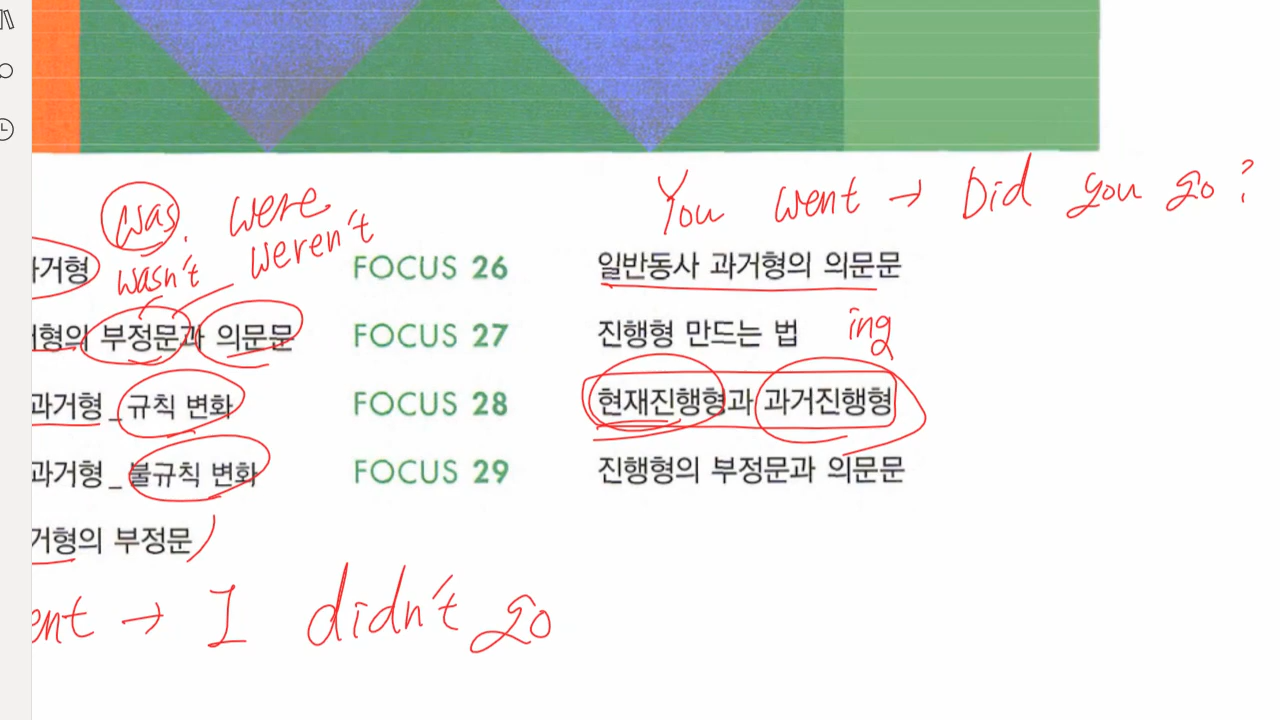 You went → Did you go?
was. were
wasn't weren't
거형 FOCUS 26 일반동사 과거형의 의문문
형의 부정문과 의문문 FOCUS 27 진행형 만드는 법 ing
과거형 _ 규칙 변화 FOCUS 28 현재진행형과 과거진행형
과거형 _ 불규칙 변화 FOCUS 29 진행형의 부정문과 의문문
거형의 부정문
ent → I didn't go